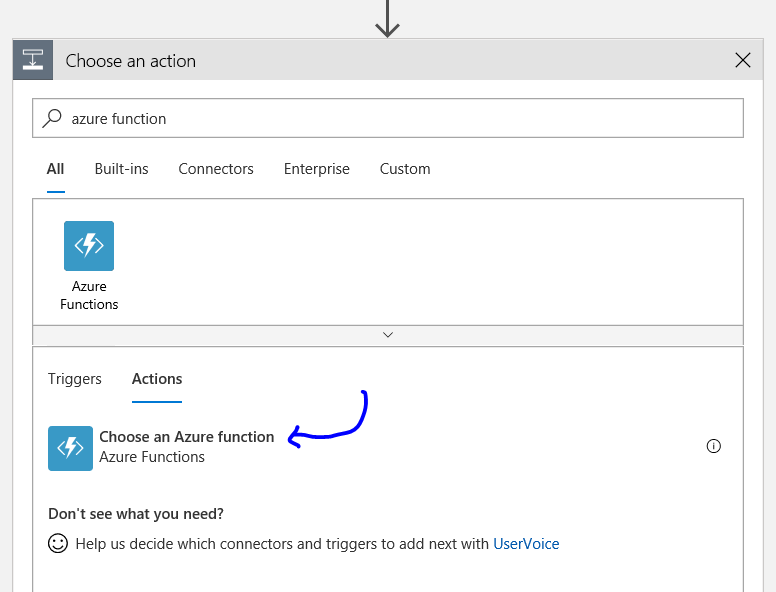 Choose an action
azure function
All Built-ins Connectors Enterprise Custom
Azure
Functions
Triggers Actions
Choose an Azure function
Azure Functions
Don't see what you need?
Help us decide which connectors and triggers to add next with UserVoice